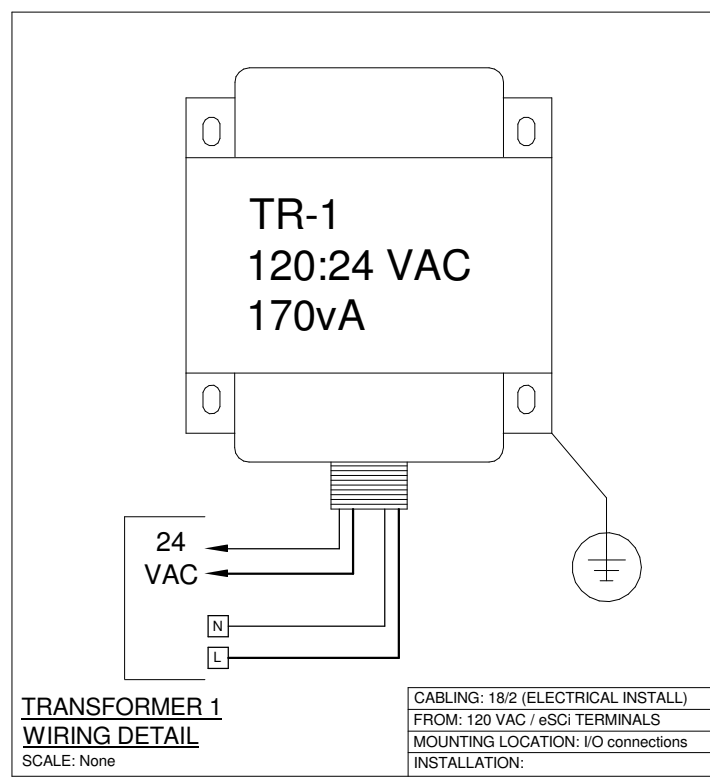 TR-1
120:24 VAC
170vA
24
VAC
N
L
TRANSFORMER 1
WIRING DETAIL
SCALE: None
CABLING: 18/2 (ELECTRICAL INSTALL)
FROM: 120 VAC / eSCi TERMINALS
MOUNTING LOCATION: I/O connections
INSTALLATION: